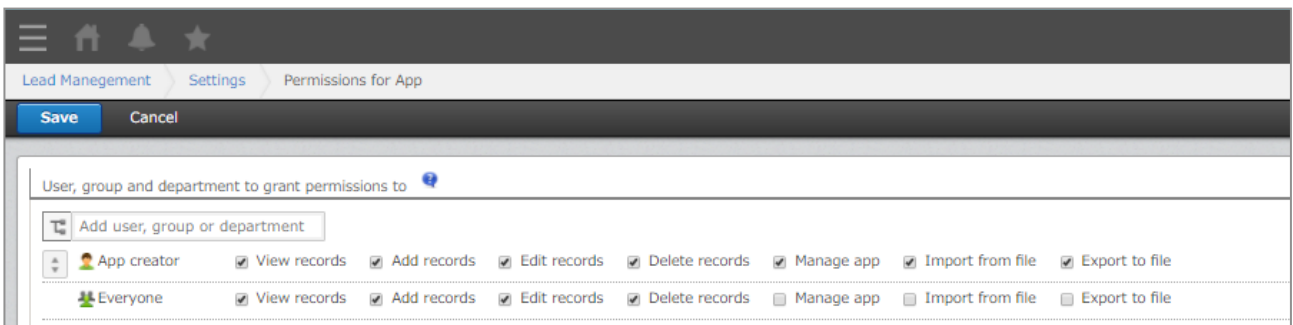 Lead Manegement Settings Permissions for App
Save Cancel
User, group and department to grant permissions to ?
Add user, group or department
App creator View records Add records Edit records Delete records Manage app Import from file Export to file
Everyone View records Add records Edit records Delete records Manage app Import from file Export to file